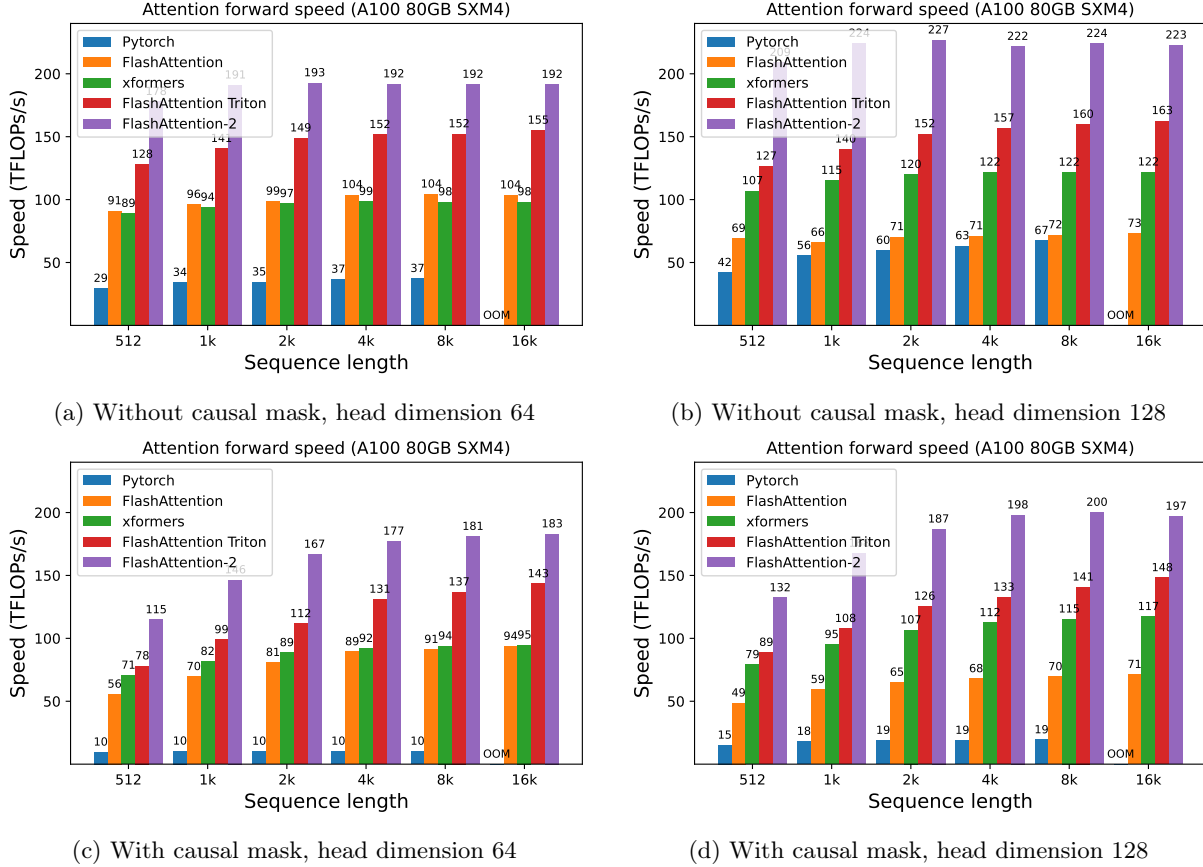 Attention forward speed (A100 80GB SXM4)
Speed (TFLOPs/s)
200
150
100
50
Pytorch
FlashAttention
xformers
FlashAttention Triton
FlashAttention-2
29 91 89 128 178
34 96 94 141 191
35 99 97 149 193
37 104 99 152 192
37 104 98 152 192
OOM 104 98 155 192
512 1k 2k 4k 8k 16k
Sequence length
(a) Without causal mask, head dimension 64
Attention forward speed (A100 80GB SXM4)
Speed (TFLOPs/s)
200
150
100
50
Pytorch
FlashAttention
xformers
FlashAttention Triton
FlashAttention-2
42 69 107 127 209
56 66 115 140 224
60 71 120 152 227
63 71 122 157 222
67 72 122 160 224
OOM 73 122 163 223
512 1k 2k 4k 8k 16k
Sequence length
(b) Without causal mask, head dimension 128
Attention forward speed (A100 80GB SXM4)
Speed (TFLOPs/s)
200
150
100
50
Pytorch
FlashAttention
xformers
FlashAttention Triton
FlashAttention-2
10 56 71 78 115
10 70 82 99 146
10 81 89 112 167
10 89 92 131 177
10 91 94 137 181
OOM 94 95 143 183
512 1k 2k 4k 8k 16k
Sequence length
(c) With causal mask, head dimension 64
Attention forward speed (A100 80GB SXM4)
Speed (TFLOPs/s)
200
150
100
50
Pytorch
FlashAttention
xformers
FlashAttention Triton
FlashAttention-2
15 49 79 89 132
18 59 95 108
19 65 107 126 187
19 68 112 133 198
19 70 115 141 200
OOM 71 117 148 197
512 1k 2k 4k 8k 16k
Sequence length
(d) With causal mask, head dimension 128